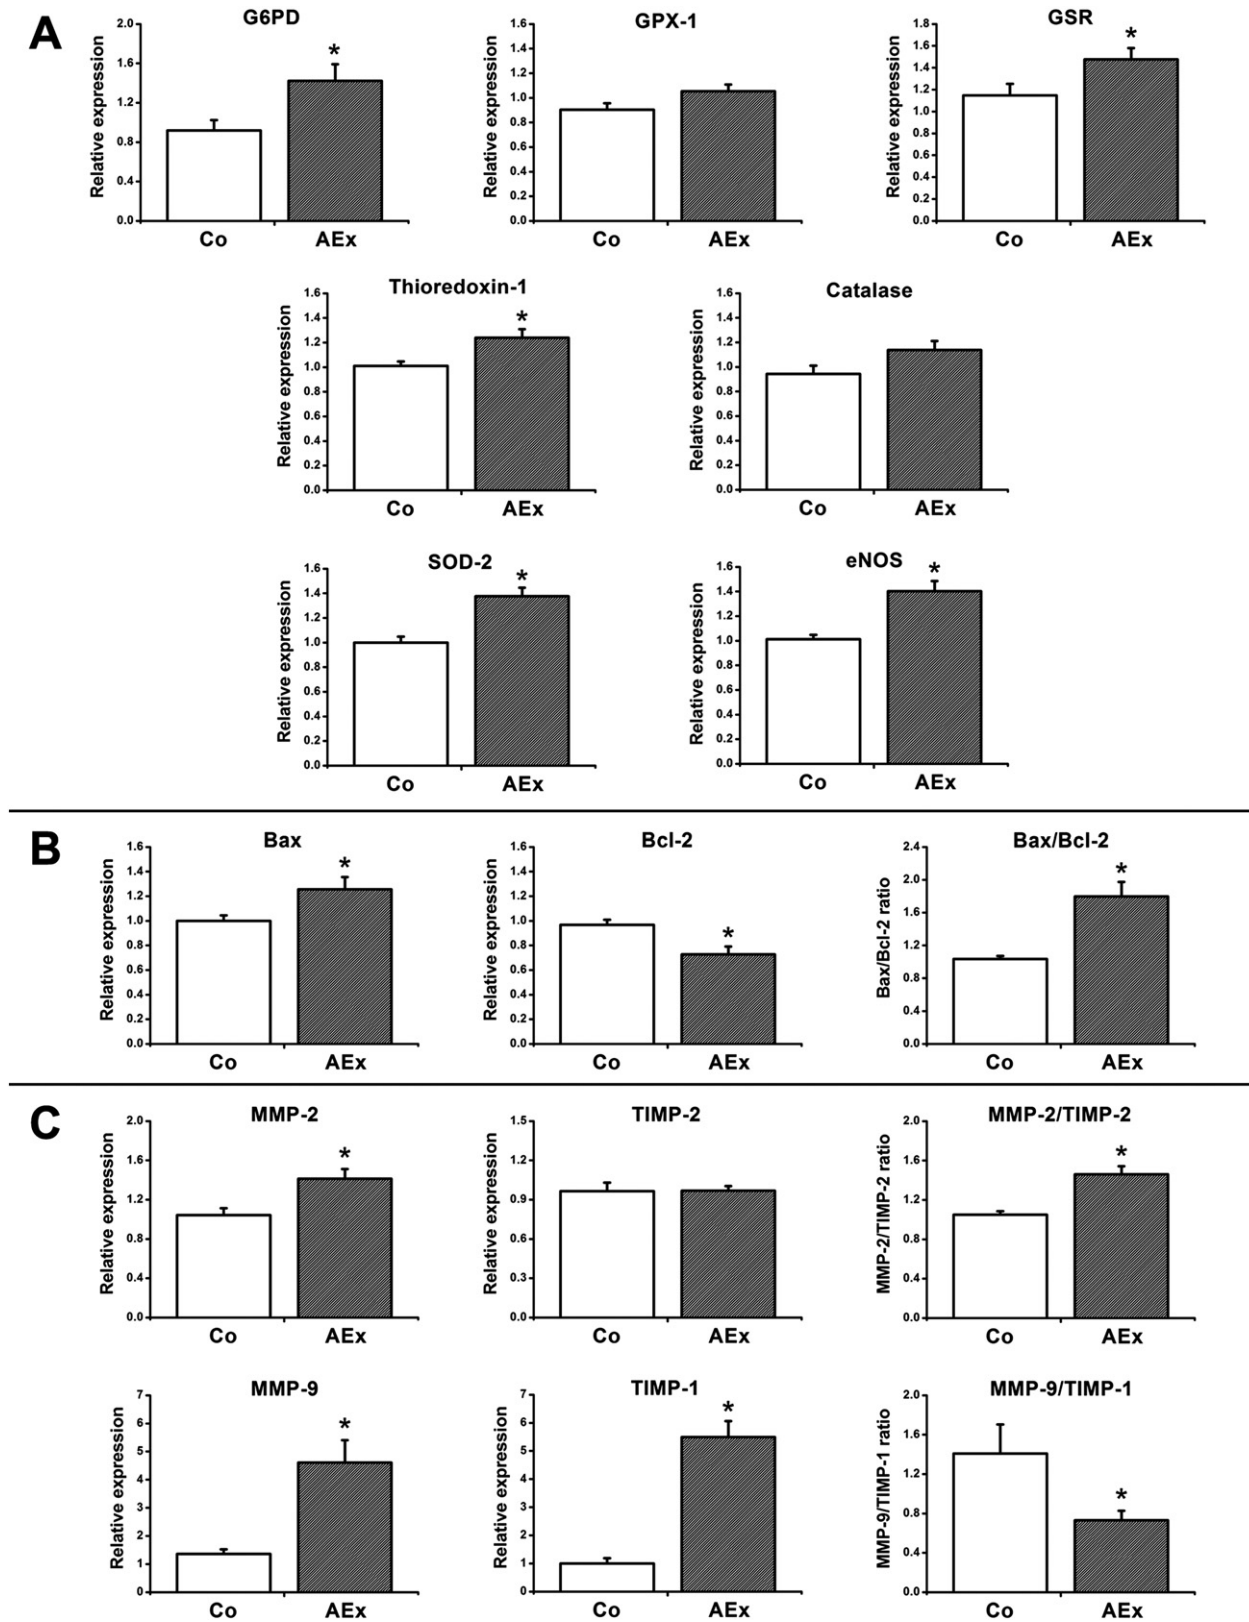 A
G6PD
Relative expression
2.0
1.6
1.2
0.8
0.4
0.0
*
Co AEx
GPX-1
Relative expression
1.6
1.4
1.2
1.0
0.8
0.6
0.4
0.2
0.0
Co AEx
GSR
Relative expression
1.8
1.6
1.4
1.2
1.0
0.8
0.6
0.4
0.2
0.0
*
Co AEx
Thioredoxin-1
Relative expression
1.6
1.4
1.2
1.0
0.8
0.6
0.4
0.2
0.0
*
Co AEx
Catalase
Relative expression
1.6
1.4
1.2
1.0
0.8
0.6
0.4
0.2
0.0
Co AEx
SOD-2
Relative expression
1.6
1.4
1.2
1.0
0.8
0.6
0.4
0.2
0.0
*
Co AEx
eNOS
Relative expression
1.6
1.4
1.2
1.0
0.8
0.6
0.4
0.2
0.0
*
Co AEx
B
Bax
Relative expression
1.6
1.4
1.2
1.0
0.8
0.6
0.4
0.2
0.0
*
Co AEx
Bcl-2
Relative expression
1.6
1.4
1.2
1.0
0.8
0.6
0.4
0.2
0.0
*
Co AEx
Bax/Bcl-2
Bax/Bcl-2 ratio
2.4
2.0
1.6
1.2
0.8
0.4
0.0
*
Co AEx
C
MMP-2
Relative expression
2.0
1.6
1.2
0.8
0.4
0.0
*
Co AEx
TIMP-2
Relative expression
1.5
1.2
0.9
0.6
0.3
0.0
Co AEx
MMP-2/TIMP-2
MMP-2/TIMP-2 ratio
2.0
1.6
1.2
0.8
0.4
0.0
*
Co AEx
MMP-9
Relative expression
7
6
5
4
3
2
1
0
*
Co AEx
TIMP-1
Relative expression
7
6
5
4
3
2
1
0
*
Co AEx
MMP-9/TIMP-1
MMP-9/TIMP-1 ratio
2.0
1.6
1.2
0.8
0.4
0.0
*
Co AEx